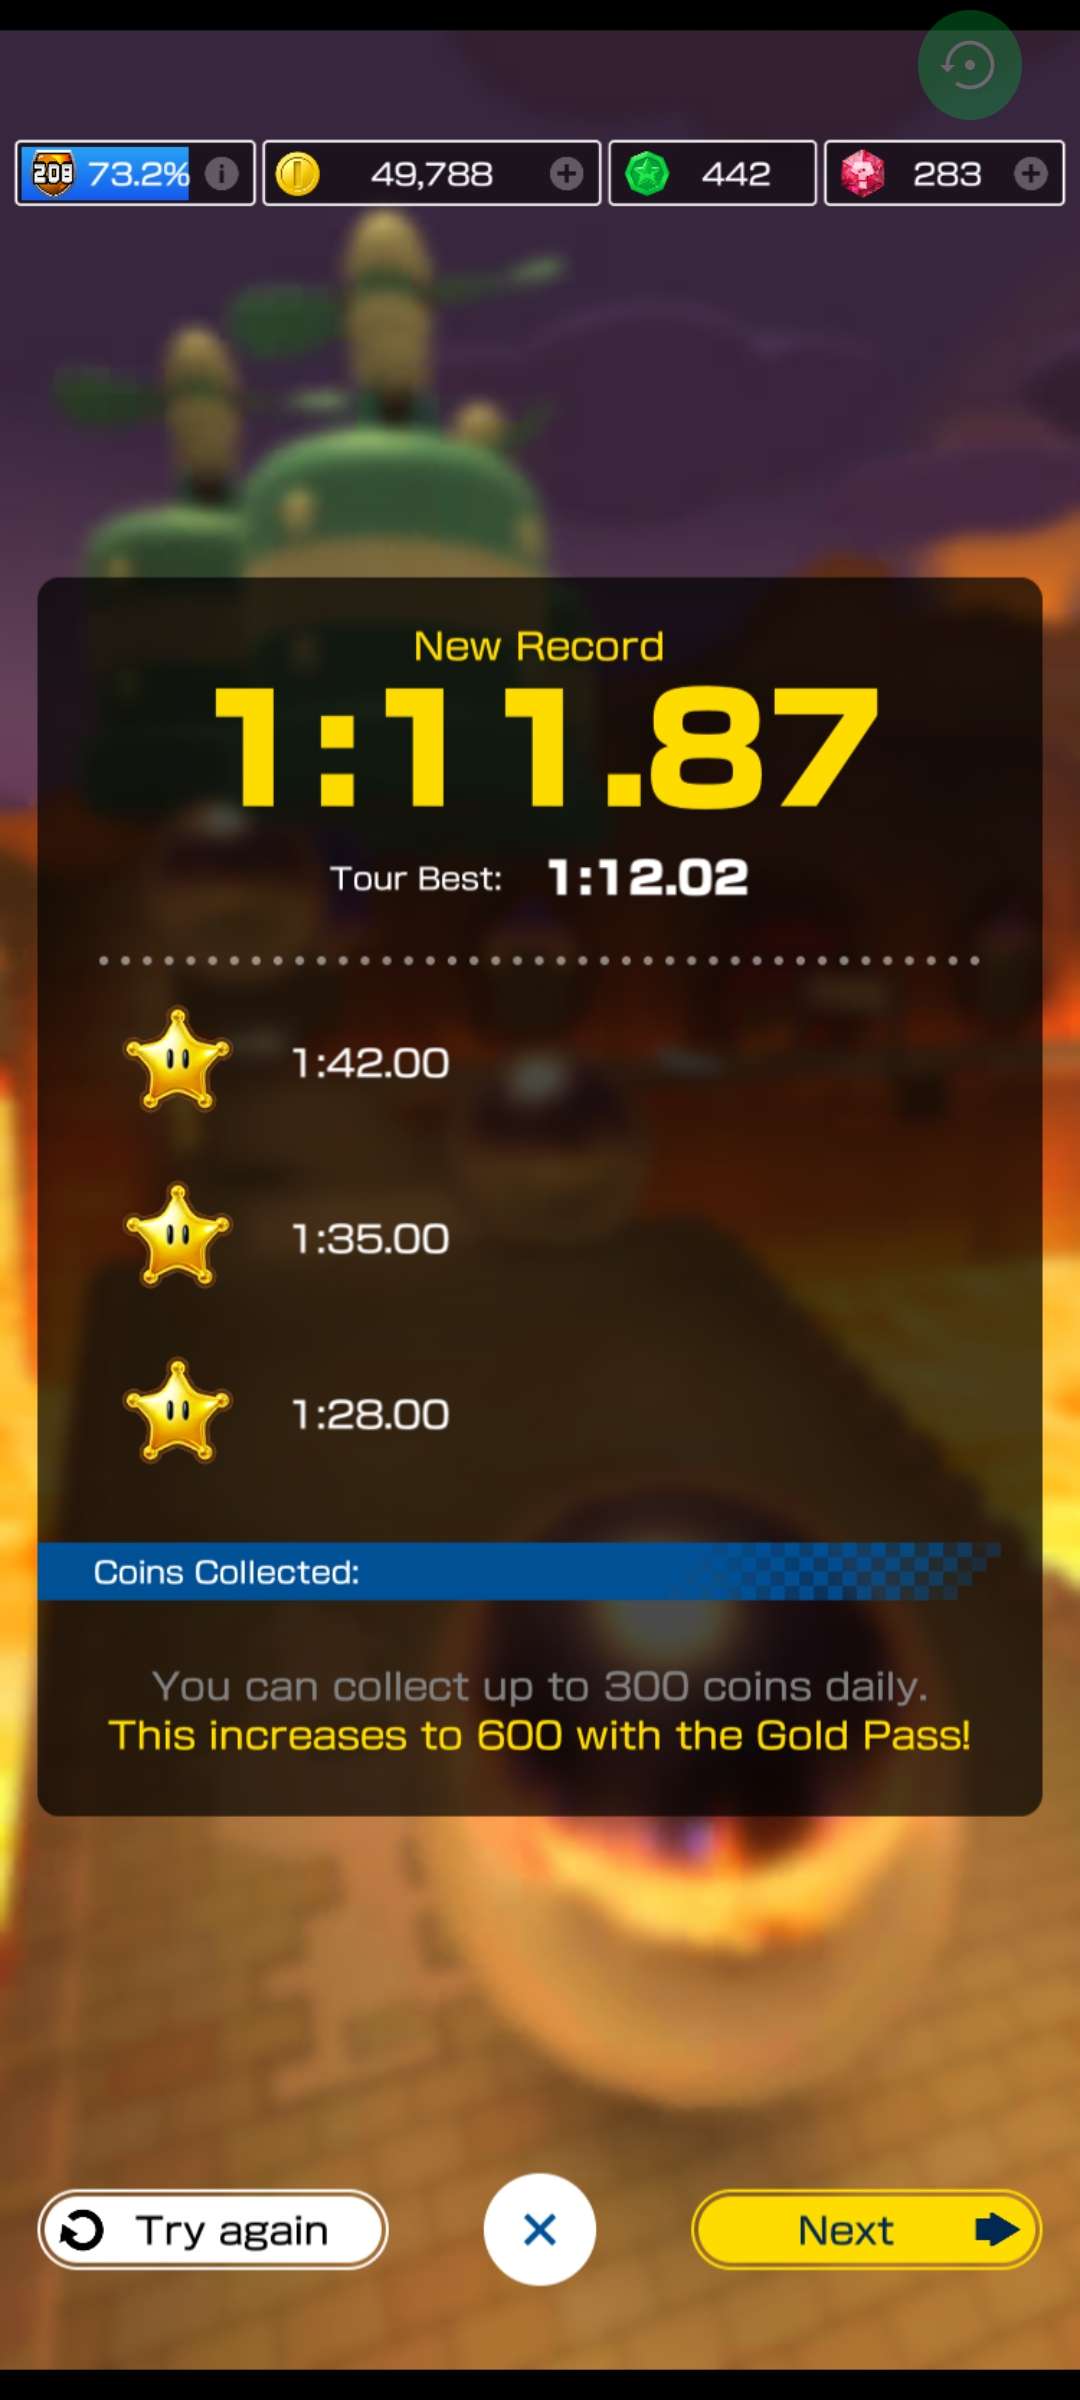 208 73.2% 49,788 442 283
New Record
1:11.87
Tour Best: 1:12.02
1:42.00
1:35.00
1:28.00
Coins Collected:
You can collect up to 300 coins daily.
This increases to 600 with the Gold Pass!
Try again Next